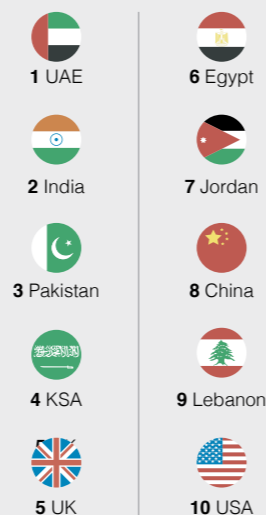 1 UAE
2 India
3 Pakistan
4 KSA
5 UK
6 Egypt
7 Jordan
8 China
9 Lebanon
10 USA